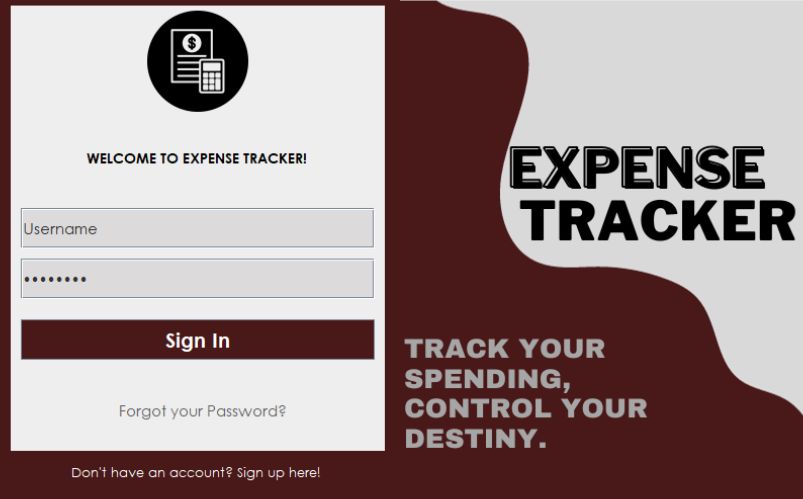 $
WELCOME TO EXPENSE TRACKER!
Username
••••••••
Sign In
Forgot your Password?
Don't have an account? Sign up here!
EXPENSE
TRACKER
TRACK YOUR
SPENDING,
CONTROL YOUR
DESTINY.